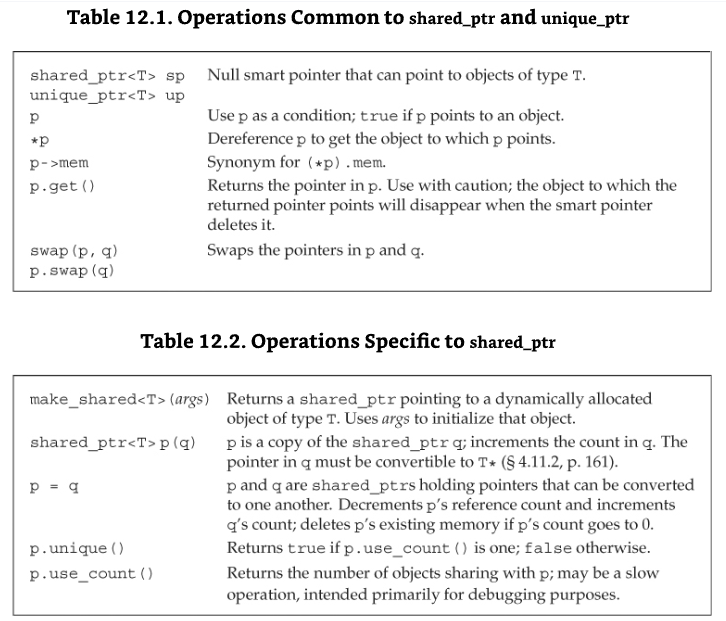 Table 12.1. Operations Common to shared_ptr and unique_ptr
shared_ptr<T> sp Null smart pointer that can point to objects of type T.
unique_ptr<T> up
p Use p as a condition; true if p points to an object.
*p Dereference p to get the object to which p points.
p->mem Synonym for (*p).mem.
p.get() Returns the pointer in p. Use with caution; the object to which the
returned pointer points will disappear when the smart pointer
deletes it.
swap(p, q) Swaps the pointers in p and q.
p.swap(q)
Table 12.2. Operations Specific to shared_ptr
make_shared<T>(args) Returns a shared_ptr pointing to a dynamically allocated
object of type T. Uses args to initialize that object.
shared_ptr<T>p(q) p is a copy of the shared_ptr q; increments the count in q. The
pointer in q must be convertible to T* (§ 4.11.2, p. 161).
p = q p and q are shared_ptrs holding pointers that can be converted
to one another. Decrements p's reference count and increments
q's count; deletes p's existing memory if p's count goes to 0.
p.unique() Returns true if p.use_count() is one; false otherwise.
p.use_count() Returns the number of objects sharing with p; may be a slow
operation, intended primarily for debugging purposes.